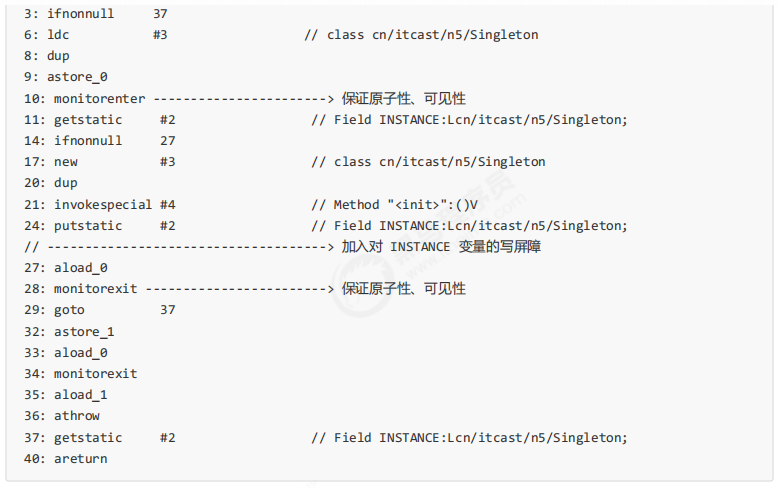 3: ifnonnull     37
6: ldc           #3                  // class cn/itcast/n5/Singleton
8: dup
9: astore_0
10: monitorenter -----------------------> 保证原子性、可见性
11: getstatic     #2                  // Field INSTANCE:Lcn/itcast/n5/Singleton;
14: ifnonnull     27
17: new           #3                  // class cn/itcast/n5/Singleton
20: dup
21: invokespecial #4                  // Method "<init>":()V
24: putstatic     #2                  // Field INSTANCE:Lcn/itcast/n5/Singleton;
// -------------------------------------> 加入对 INSTANCE 变量的写屏障
27: aload_0
28: monitorexit ------------------------> 保证原子性、可见性
29: goto          37
32: astore_1
33: aload_0
34: monitorexit
35: aload_1
36: athrow
37: getstatic     #2                  // Field INSTANCE:Lcn/itcast/n5/Singleton;
40: areturn